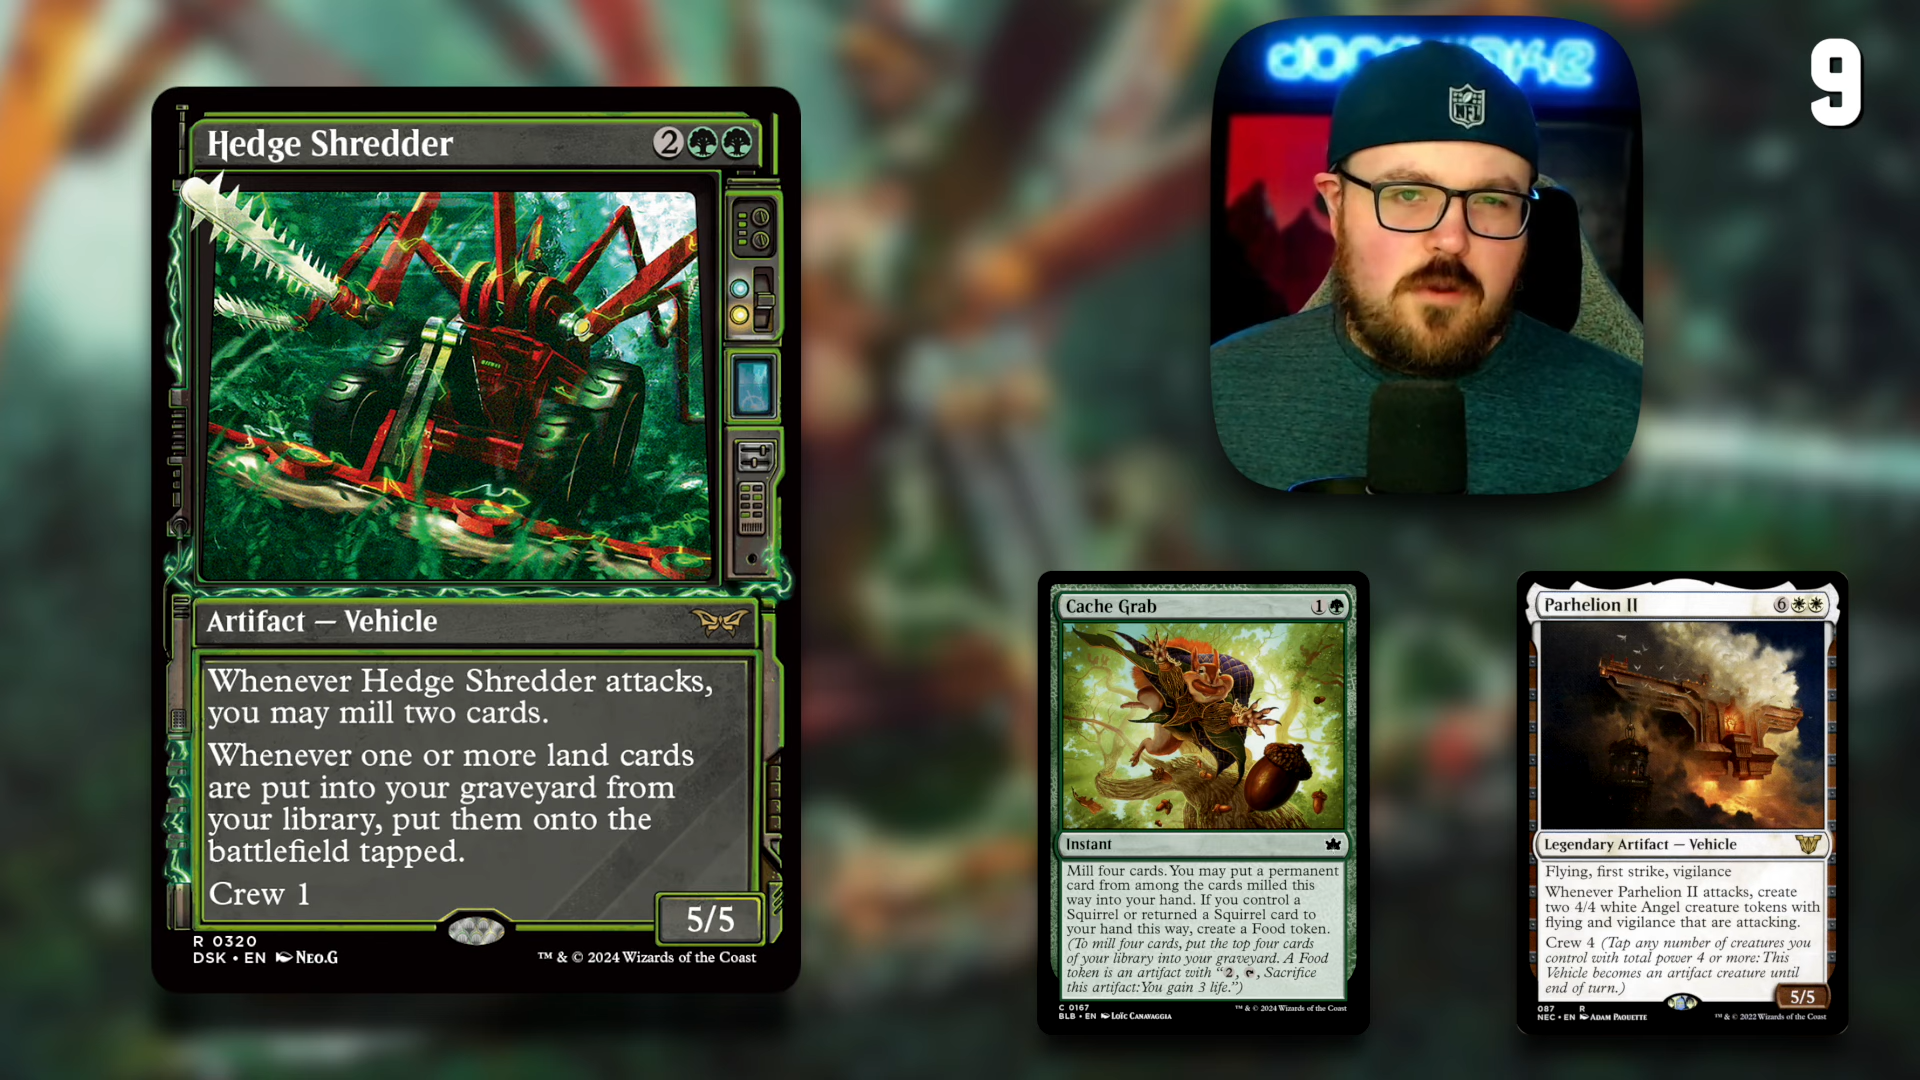 9
NFL
Hedge Shredder 2
Artifact — Vehicle
Whenever Hedge Shredder attacks,
you may mill two cards.
Whenever one or more land cards
are put into your graveyard from
your library, put them onto the
battlefield tapped.
Crew 1
5/5
R 0320
DSK • EN NEO.G
™ & © 2024 Wizards of the Coast
Cache Grab 1
Instant
Mill four cards. You may put a permanent
card from among the cards milled this
way into your hand. If you control a
Squirrel or returned a Squirrel card to
your hand this way, create a Food token.
(To mill four cards, put the top four cards
of your library into your graveyard. A Food
token is an artifact with “2, , Sacrifice
this artifact: You gain 3 life.”)
C 0167
BLB • EN LOÏC CANAVAGGIA
™ & © 2024 Wizards of the Coast
Parhelion II 6
Legendary Artifact — Vehicle
Flying, first strike, vigilance
Whenever Parhelion II attacks, create
two 4/4 white Angel creature tokens with
flying and vigilance that are attacking.
Crew 4 (Tap any number of creatures you
control with total power 4 or more: This
Vehicle becomes an artifact creature until
end of turn.)
5/5
087 R
NEC • EN ADAM PAQUETTE
™ & © 2022 Wizards of the Coast